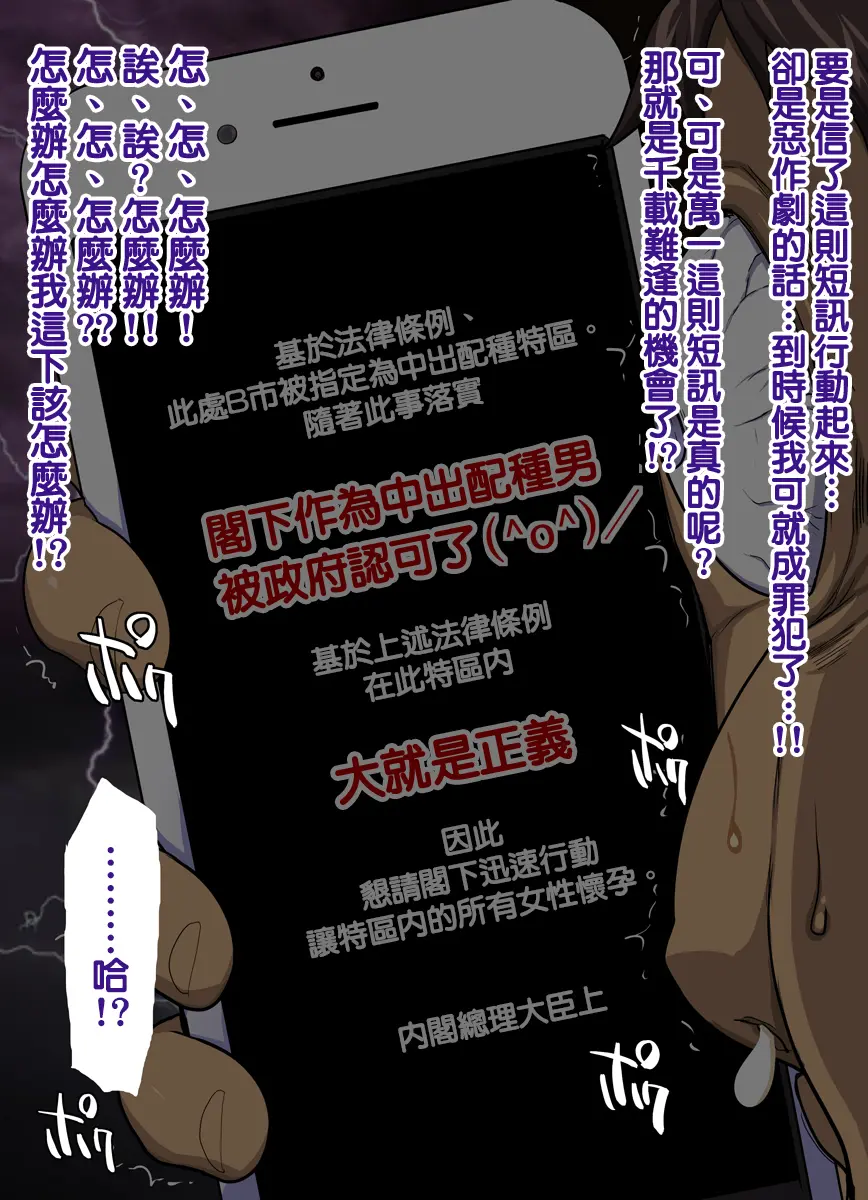 要是信了這則短訊行動起來…
卻是惡作劇的話…到時候我可就成罪犯了…!!
可、可是萬一這則短訊是真的呢？
那就是千載難逢的機會了!?
基於法律條例、
此處B市被指定為中出配種特區。
隨著此事落實
閣下作為中出配種男
被政府認可了(^o^)／
基於上述法律條例
在此特區內
大就是正義
因此
懇請閣下迅速行動
讓特區內的所有女性懷孕。
內閣總理大臣上
怎、怎、怎麼辦！
誒、誒？怎麼辦!!
怎、怎、怎麼辦??
怎麼辦怎麼辦我這下該怎麼辦!?
…………哈!?
ポク
ポク
ポク
ポク